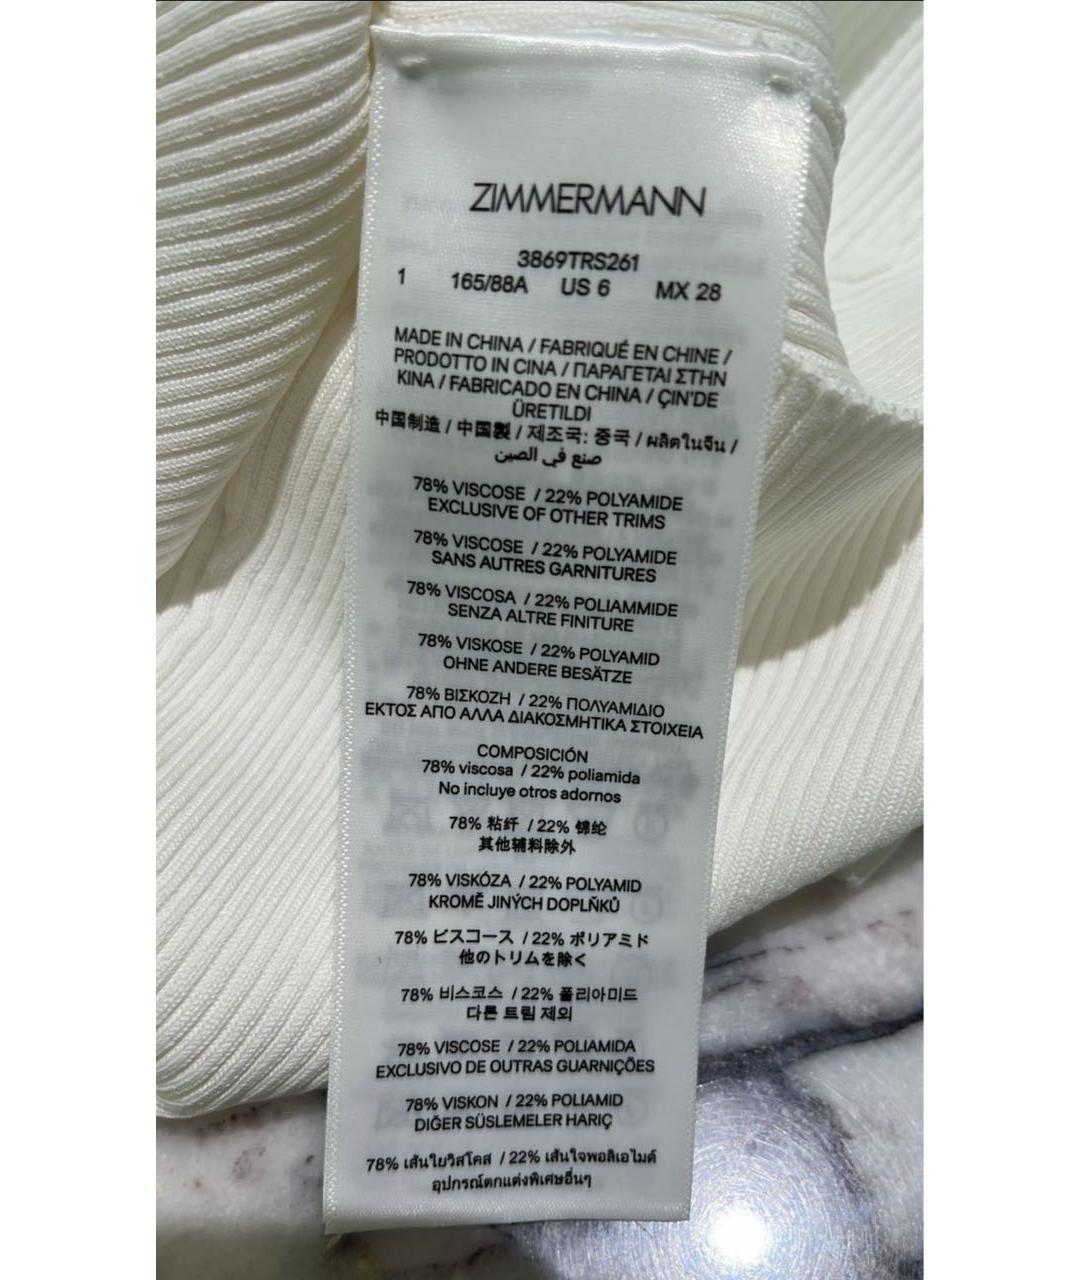 ZIMMERMANN
3869TRS261
1 165/88A US 6 MX 28
MADE IN CHINA / FABRIQUÉ EN CHINE /
PRODOTTO IN CINA / ΠΑΡΑΓΕΤΑΙ ΣΤΗΝ
ΚΙΝΑ / FABRICADO EN CHINA / ÇIN'DE
ÜRETILDI
中国制造 / 中国製 / 제조국: 중국 / ผลิตในจีน /
صنع في الصين
78% VISCOSE / 22% POLYAMIDE
EXCLUSIVE OF OTHER TRIMS
78% VISCOSE / 22% POLYAMIDE
SANS AUTRES GARNITURES
78% VISCOSA / 22% POLIAMMIDE
SENZA ALTRE FINITURE
78% VISKOSE / 22% POLYAMID
OHNE ANDERE BESÄTZE
78% ΒΙΣΚΟΖΗ / 22% ΠΟΛΥΑΜΙΔΙΟ
ΕΚΤΟΣ ΑΠΟ ΑΛΛΑ ΔΙΑΚΟΣΜΗΤΙΚΑ ΣΤΟΙΧΕΙΑ
COMPOSICIÓN
78% viscosa / 22% poliamida
No incluye otros adornos
78% 粘纤 / 22% 锦纶
其他辅料除外
78% VISKÓZA / 22% POLYAMID
KROMĚ JINÝCH DOPLŇKŮ
78% ビスコース / 22% ポリアミド
他のトリムを除く
78% 비스코스 / 22% 폴리아미드
다른 트림 제외
78% VISCOSE / 22% POLIAMIDA
EXCLUSIVO DE OUTRAS GUARNIÇÕES
78% VISKON / 22% POLIAMID
DIĞER SÜSLEMELER HARIÇ
78% เส้นใยวิสโคส / 22% เส้นใจพอลิเอไมด์
อุปกรณ์ตกแต่งพิเศษอื่นๆ